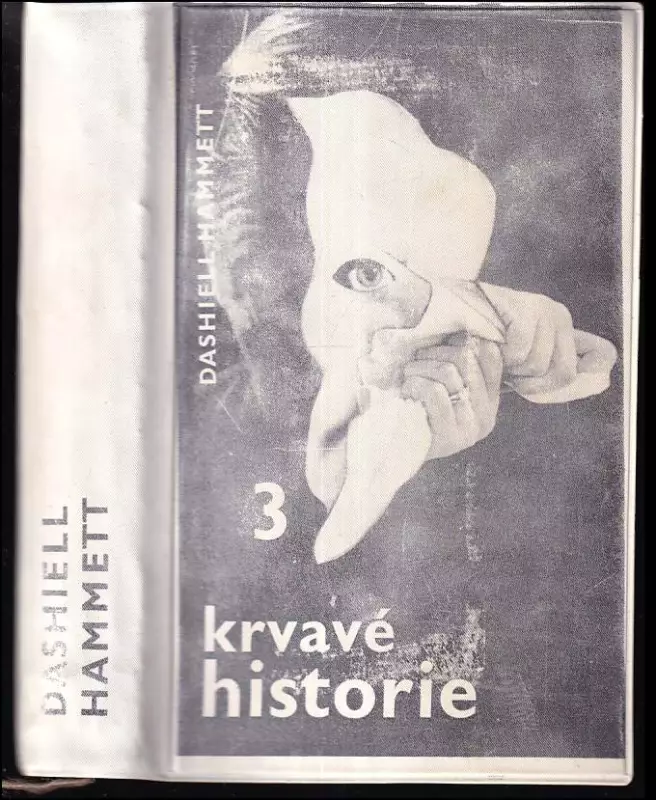 DASHIELL
HAMMETT
DASHIELL HAMMETT
3
krvavé
historie